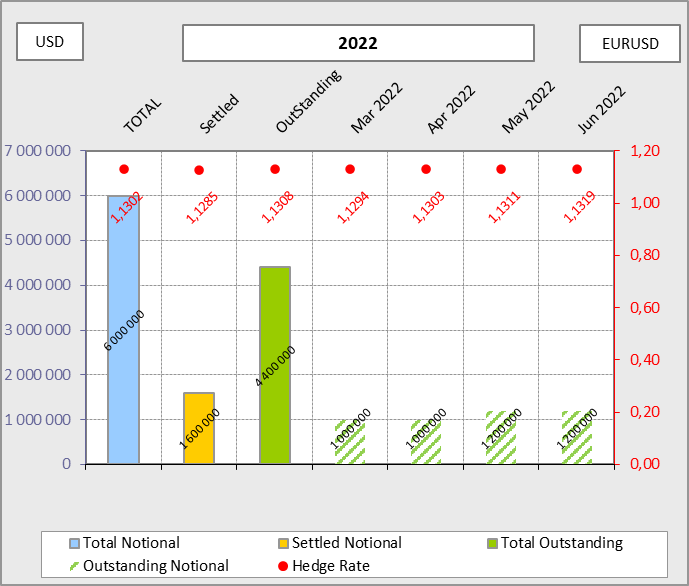 USD
2022
EURUSD
TOTAL
Settled
OutStanding
Mar 2022
Apr 2022
May 2022
Jun 2022
7 000 000
6 000 000
5 000 000
4 000 000
3 000 000
2 000 000
1 000 000
0
1,1302
1,1285
1,1308
1,1294
1,1303
1,1311
1,1319
6 000 000
1 600 000
4 400 000
1 000 000
1 000 000
1 200 000
1 200 000
1,20
1,00
0,80
0,60
0,40
0,20
0,00
Total Notional
Settled Notional
Total Outstanding
Outstanding Notional
Hedge Rate